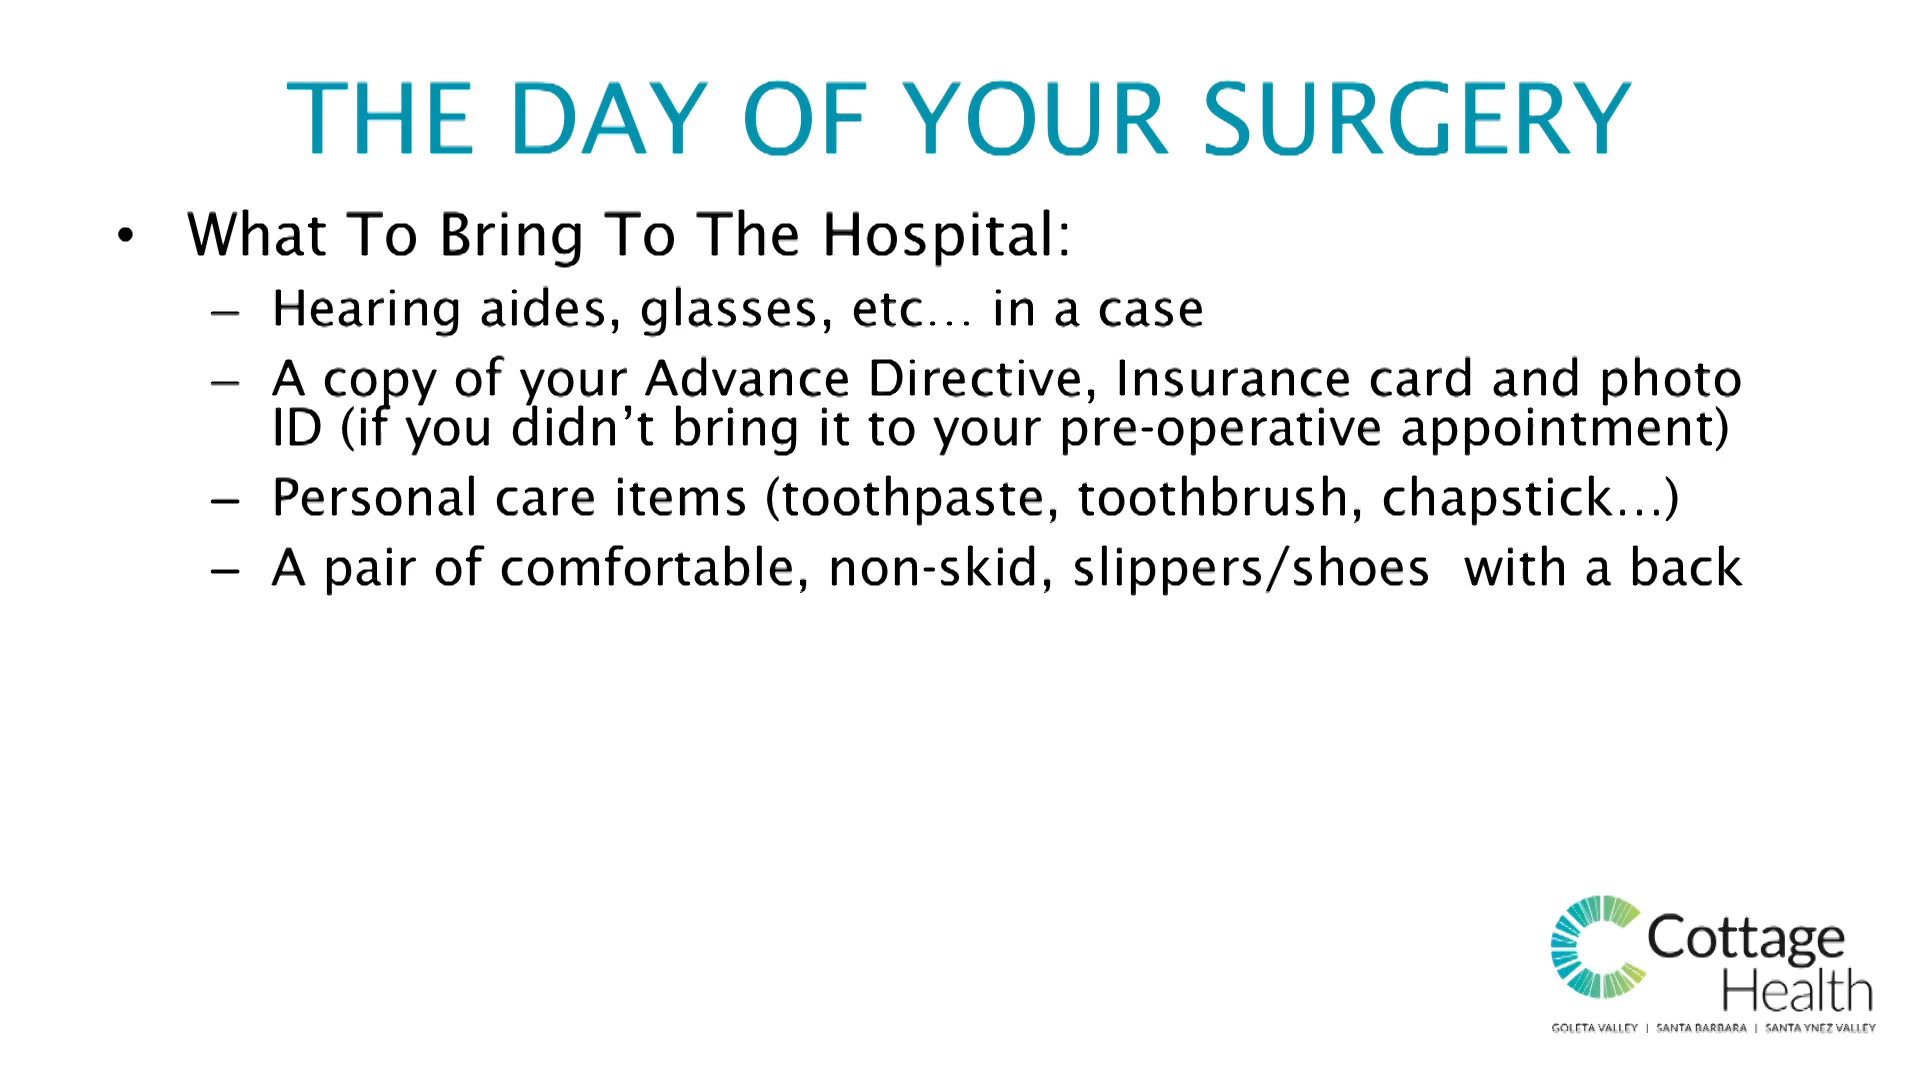 THE DAY OF YOUR SURGERY
• What To Bring To The Hospital:
– Hearing aides, glasses, etc… in a case
– A copy of your Advance Directive, Insurance card and photo
ID (if you didn’t bring it to your pre-operative appointment)
– Personal care items (toothpaste, toothbrush, chapstick…)
– A pair of comfortable, non-skid, slippers/shoes  with a back
Cottage
Health
GOLETA VALLEY | SANTA BARBARA | SANTA YNEZ VALLEY